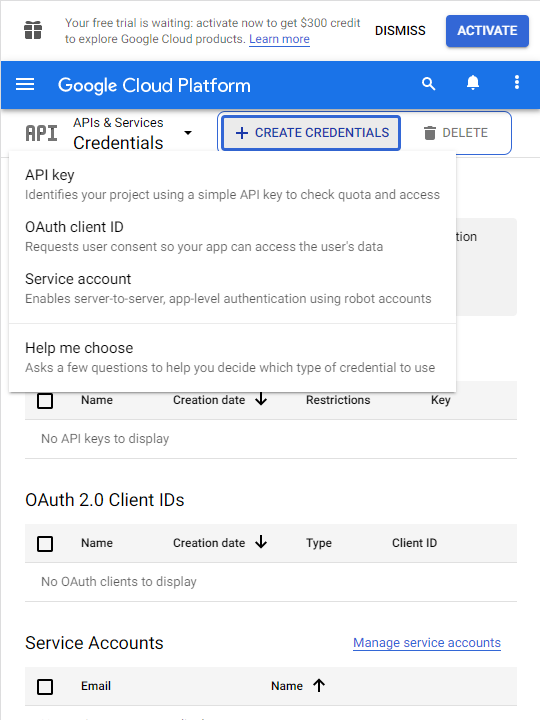 Your free trial is waiting: activate now to get $300 credit
to explore Google Cloud products. Learn more
DISMISS
ACTIVATE
Google Cloud Platform
API
APIs & Services
Credentials
CREATE CREDENTIALS
DELETE
API key
Identifies your project using a simple API key to check quota and access
OAuth client ID
Requests user consent so your app can access the user's data
Service account
Enables server-to-server, app-level authentication using robot accounts
Help me choose
Asks a few questions to help you decide which type of credential to use
Name Creation date Restrictions Key
No API keys to display
OAuth 2.0 Client IDs
Name Creation date Type Client ID
No OAuth clients to display
Service Accounts
Manage service accounts
Email Name